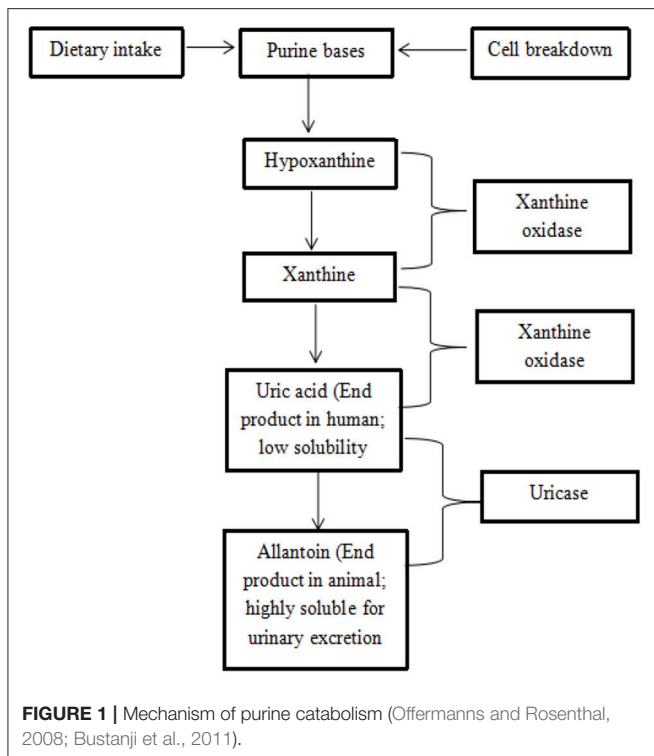 Dietary intake
Purine bases
Cell breakdown
Hypoxanthine
Xanthine
oxidase
Xanthine
Xanthine
oxidase
Uric acid (End
product in human;
low solubility
Uricase
Allantoin (End
product in animal;
highly soluble for
urinary excretion
FIGURE 1 | Mechanism of purine catabolism (Offermanns and Rosenthal,
2008; Bustanji et al., 2011).